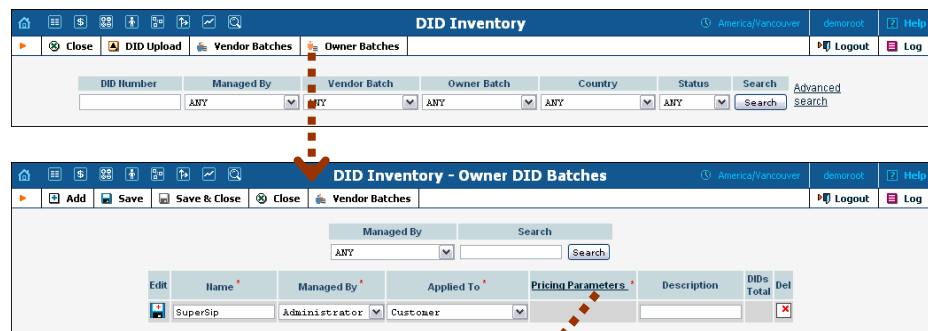 DID Inventory America/Vancouver demoroot ? Help
Close DID Upload Vendor Batches Owner Batches Logout Log
DID Number Managed By Vendor Batch Owner Batch Country Status Search Advanced search
ANY ANY ANY ANY ANY Search
DID Inventory - Owner DID Batches America/Vancouver demoroot ? Help
Add Save Save & Close Close Vendor Batches Logout Log
Managed By Search
ANY Search
Edit Name * Managed By * Applied To * Pricing Parameters * Description DIDs Total Del
SuperSip Administrator Customer